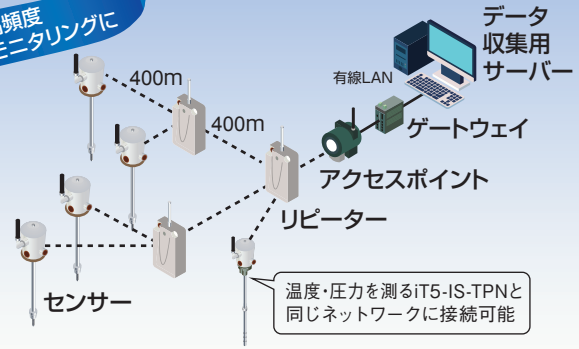 頻度
モニタリングに
データ
収集用
サーバー
有線LAN
400m
400m
ゲートウェイ
アクセスポイント
リピーター
センサー
温度・圧力を測るiT5-IS-TPNと
同じネットワークに接続可能